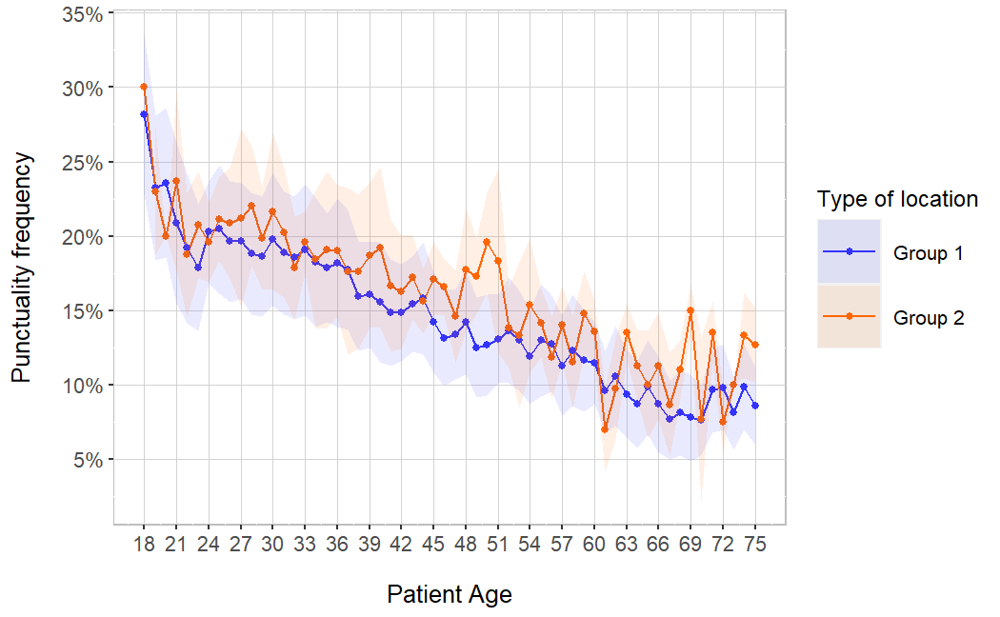 35%
30%
25%
20%
15%
10%
5%
Punctuality frequency
18 21 24 27 30 33 36 39 42 45 48 51 54 57 60 63 66 69 72 75
Patient Age
Type of location
Group 1
Group 2